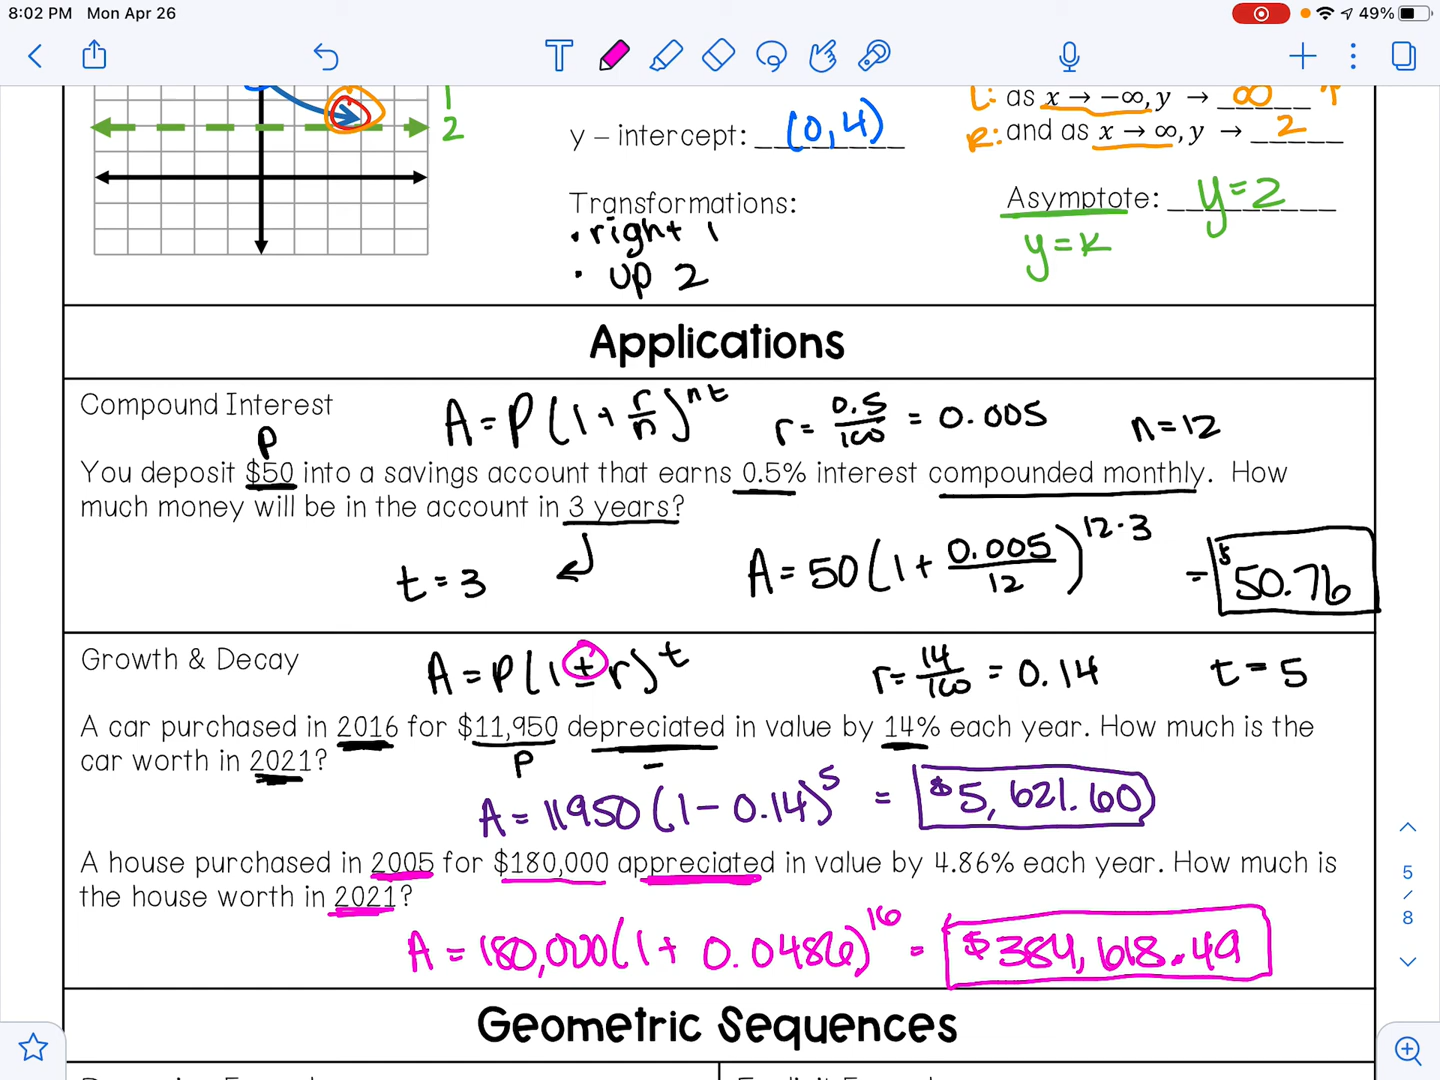 8:02 PM Mon Apr 26
49%
1
2
y – intercept: (0,4)
L: as x → −∞, y → ∞ ↑
R: and as x → ∞, y → 2
Transformations:
• right 1
• up 2
Asymptote: y=2
y=k
Applications
Compound Interest
A = P(1 + r/n)^nt
r = 0.5/100 = 0.005
n=12
P
You deposit $50 into a savings account that earns 0.5% interest compounded monthly. How
much money will be in the account in 3 years?
t = 3
A = 50(1 + 0.005/12)^12·3 = $50.76
Growth & Decay
A = P(1 ± r)^t
r = 14/100 = 0.14
t = 5
A car purchased in 2016 for $11,950 depreciated in value by 14% each year. How much is the
car worth in 2021?
P
−
A = 11950(1 − 0.14)^5 = $5,621.60
A house purchased in 2005 for $180,000 appreciated in value by 4.86% each year. How much is
the house worth in 2021?
A = 180,000(1 + 0.0486)^16 = $384,618.49
Geometric Sequences
5
/
8